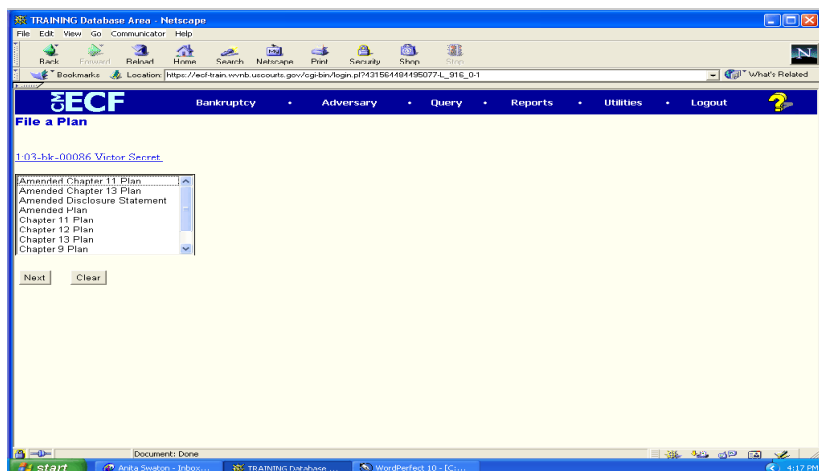 TRAINING Database Area - Netscape
File Edit View Go Communicator Help
Back Forward Reload Home Search Netscape Print Security Shop Stop
Bookmarks Location: https://ecf-train.wvnb.uscourts.gov/cgi-bin/login.pl?431564484495077-L_916_0-1 What's Related
CM ECF Bankruptcy • Adversary • Query • Reports • Utilities • Logout ?
File a Plan
1:03-bk-00086 Victor Secret
Amended Chapter 11 Plan
Amended Chapter 13 Plan
Amended Disclosure Statement
Amended Plan
Chapter 11 Plan
Chapter 12 Plan
Chapter 13 Plan
Chapter 9 Plan
Next Clear
Document: Done
start Anita Swaton - Inbox... TRAINING Database ... WordPerfect 10 - [C:... 4:17 PM